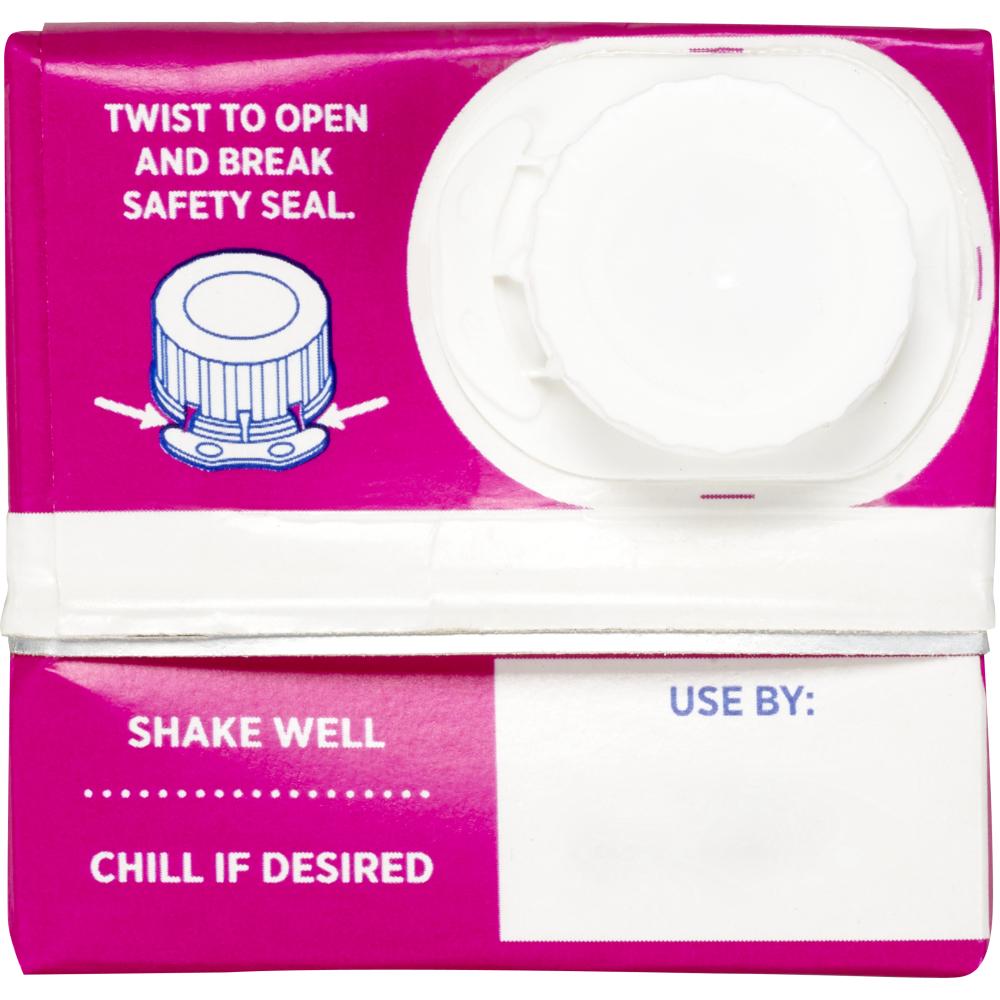 TWIST TO OPEN
AND BREAK
SAFETY SEAL.
SHAKE WELL
CHILL IF DESIRED
USE BY: